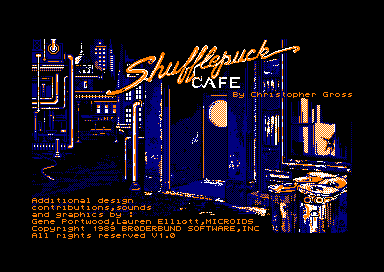 Shufflepuck
CAFE
By Christopher Gross
Additional design
contributions,sounds
and graphics by :
Gene Portwood,Lauren Elliott,MICROIDS
Copyright 1989 BRØDERBUND SOFTWARE,INC
All rights reserved V1.0